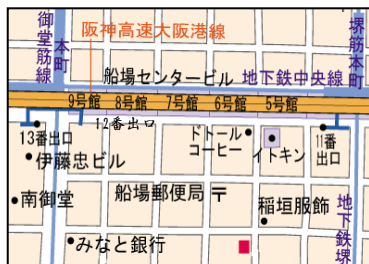 御堂筋線
本町
阪神高速大阪港線
堺筋本町
船場センタービル
地下鉄中央線
9号館
8号館
7号館
6号館
5号館
13番出口
12番出口
ドトール
コーヒー
イトキン
11番
出口
伊藤忠ビル
南御堂
船場郵便局〒
稲垣服飾
地下鉄堺
みなと銀行